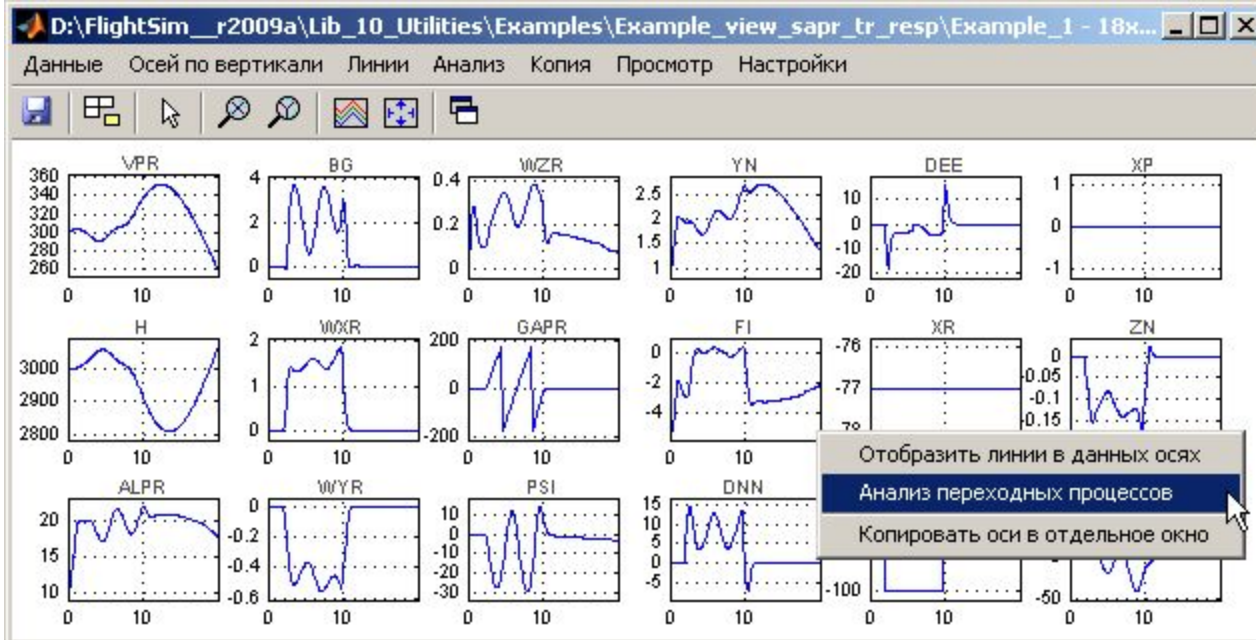 D:\FlightSim__r2009a\Lib_10_Utilities\Examples\Example_view_sapr_tr_resp\Example_1 - 18x...
Данные Осей по вертикали Линии Анализ Копия Просмотр Настройки
VPR BG WZR YN DEE XP
360 340 320 300 280 260
4 2 0
0.4 0.2 0
2.5 2 1.5 1
10 0 -10 -20
1 0 -1
0 10 0 10 0 10 0 10 0 10 0 10
H WXR GAPR FI XR ZN
3000 2900 2800
2 1 0
200 0 -200
0 -2 -4
-76 -77 -78
0 -0.05 -0.1 -0.15
0 10 0 10 0 10 0 10
Отобразить линии в данных осях
Анализ переходных процессов
Копировать оси в отдельное окно
ALPR WYR PSI DNN
20 15 10
0 -0.2 -0.4 -0.6
10 0 -10 -20 -30
15 10 5 0 -5
-100
-50
0 10 0 10 0 10 0 10 0 10 0 10